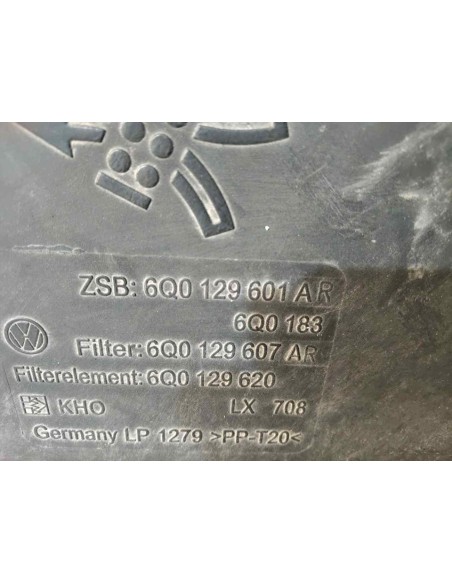 ZSB: 6Q0 129 601 AR
6Q0 183
Filter: 6Q0 129 607 AR
Filterelement: 6Q0 129 620
KHO LX 708
Germany LP 1279 >PP-T20<